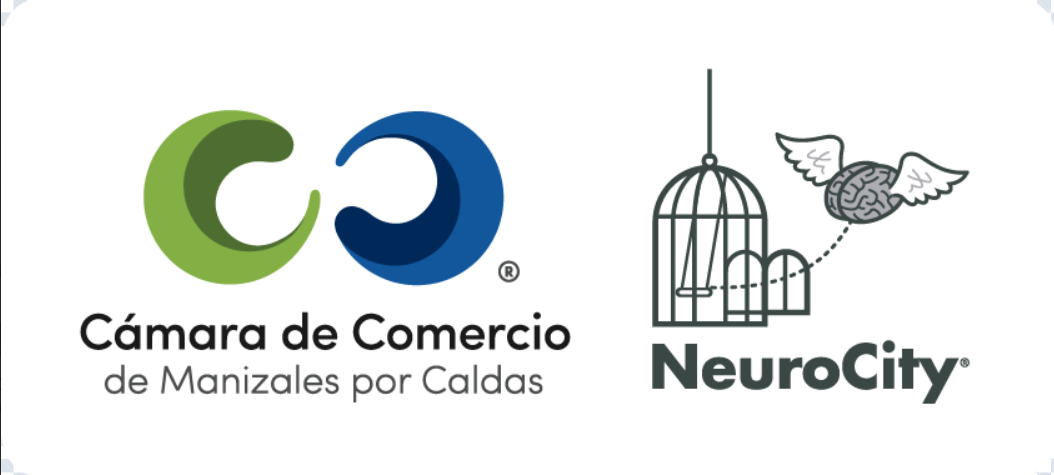 ®
Cámara de Comercio
de Manizales por Caldas
NeuroCity®